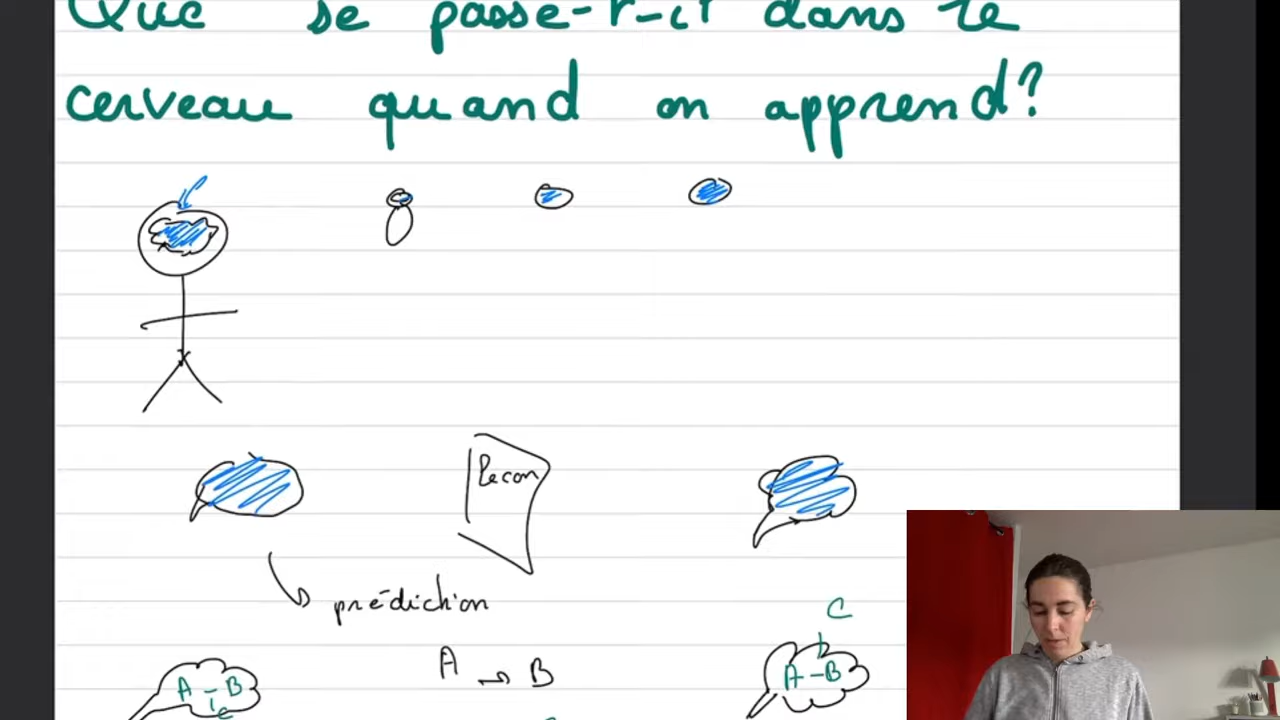 Que se passe-t-il dans le
cerveau quand on apprend?
leçon
prédiction
C
A → B
A - B
A - B
C